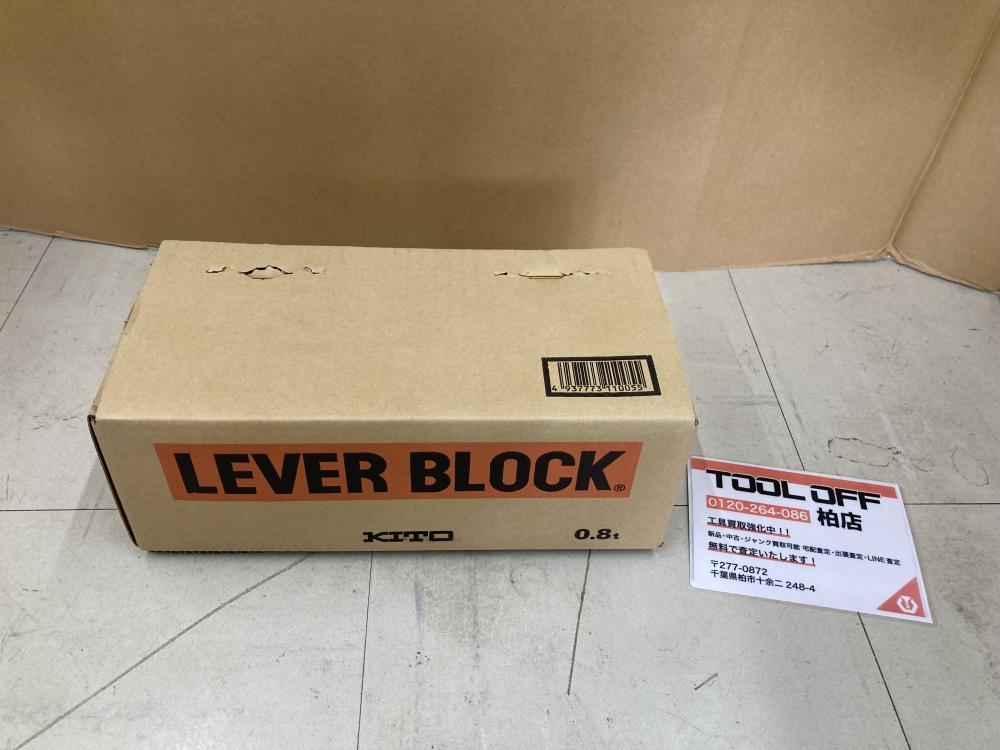 4 937773 110055
LEVER BLOCK®
KITO
0.8t
TOOL OFF
0120-264-086 柏店
工具買取強化中!!
新品・中古・ジャンク買取可能 宅配査定・出張査定・LINE査定
無料で査定いたします!
〒277-0872
千葉県柏市十余二 248-4